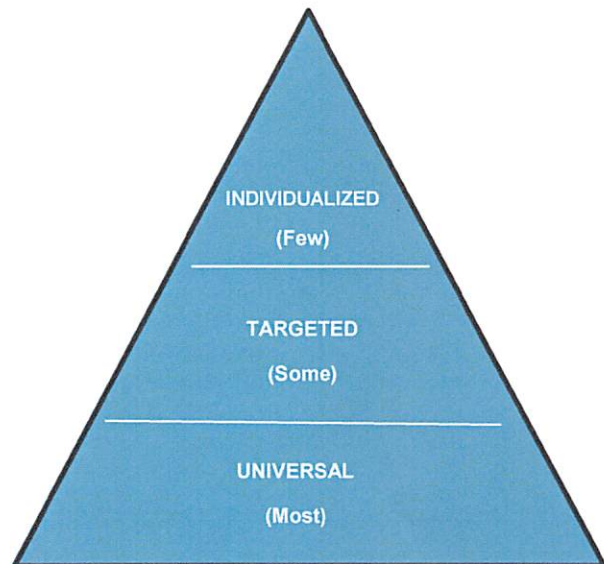 INDIVIDUALIZED
(Few)
TARGETED
(Some)
UNIVERSAL
(Most)